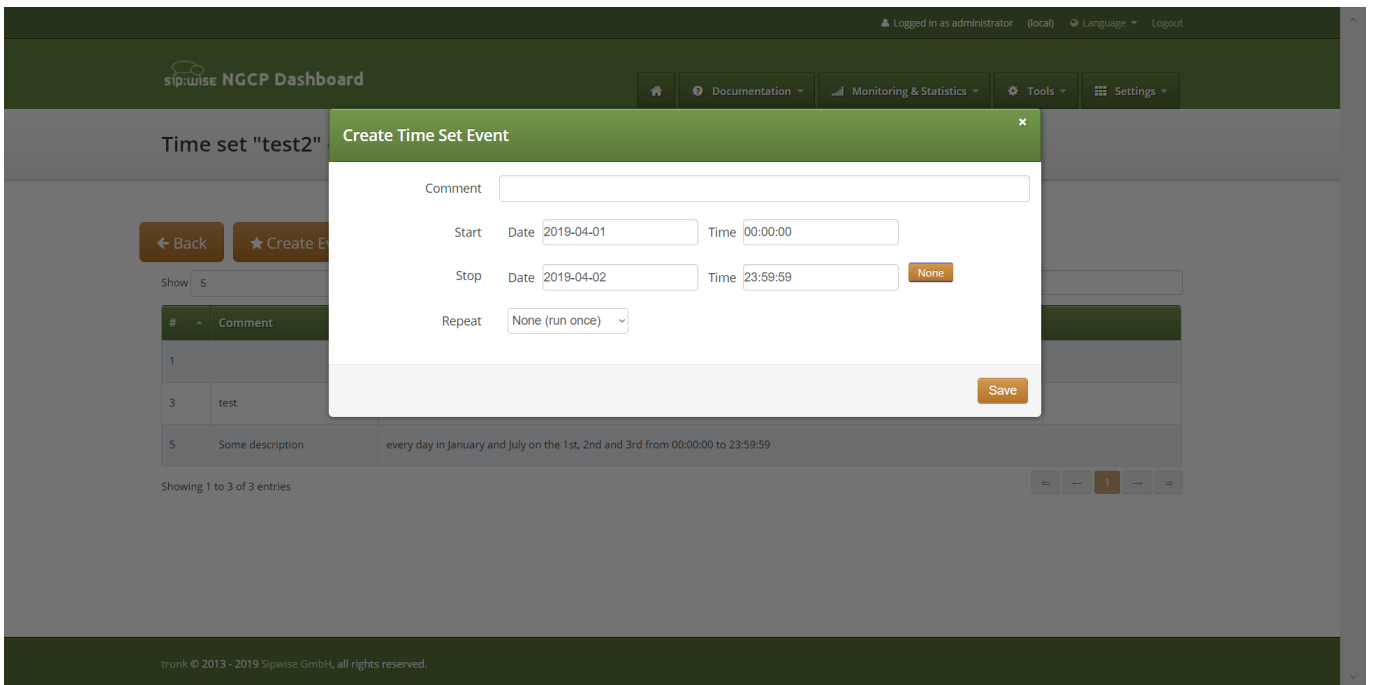 Logged in as administrator (local) Language Logout
sip:wise NGCP Dashboard
Documentation Monitoring & Statistics Tools Settings
Create Time Set Event ×
Time set "test2" -
Comment
Start Date 2019-04-01 Time 00:00:00
Back Create Ev
Stop Date 2019-04-02 Time 23:59:59 None
Show 5
Repeat None (run once)
# Comment
1
Save
3 test
5 Some description every day in January and July on the 1st, 2nd and 3rd from 00:00:00 to 23:59:59
Showing 1 to 3 of 3 entries ⇐ ← 1 → ⇒
trunk © 2013 - 2019 Sipwise GmbH, all rights reserved.